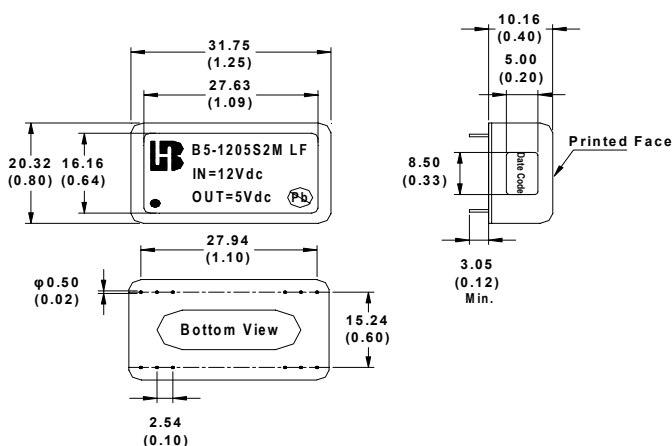 31.75
(1.25)
27.63
(1.09)
20.32
(0.80)
16.16
(0.64)
B5-1205S2M LF
IN=12Vdc
OUT=5Vdc
Pb
10.16
(0.40)
5.00
(0.20)
Printed Face
8.50
(0.33)
Date Code
3.05
(0.12)
Min.
27.94
(1.10)
φ0.50
(0.02)
Bottom View
15.24
(0.60)
2.54
(0.10)